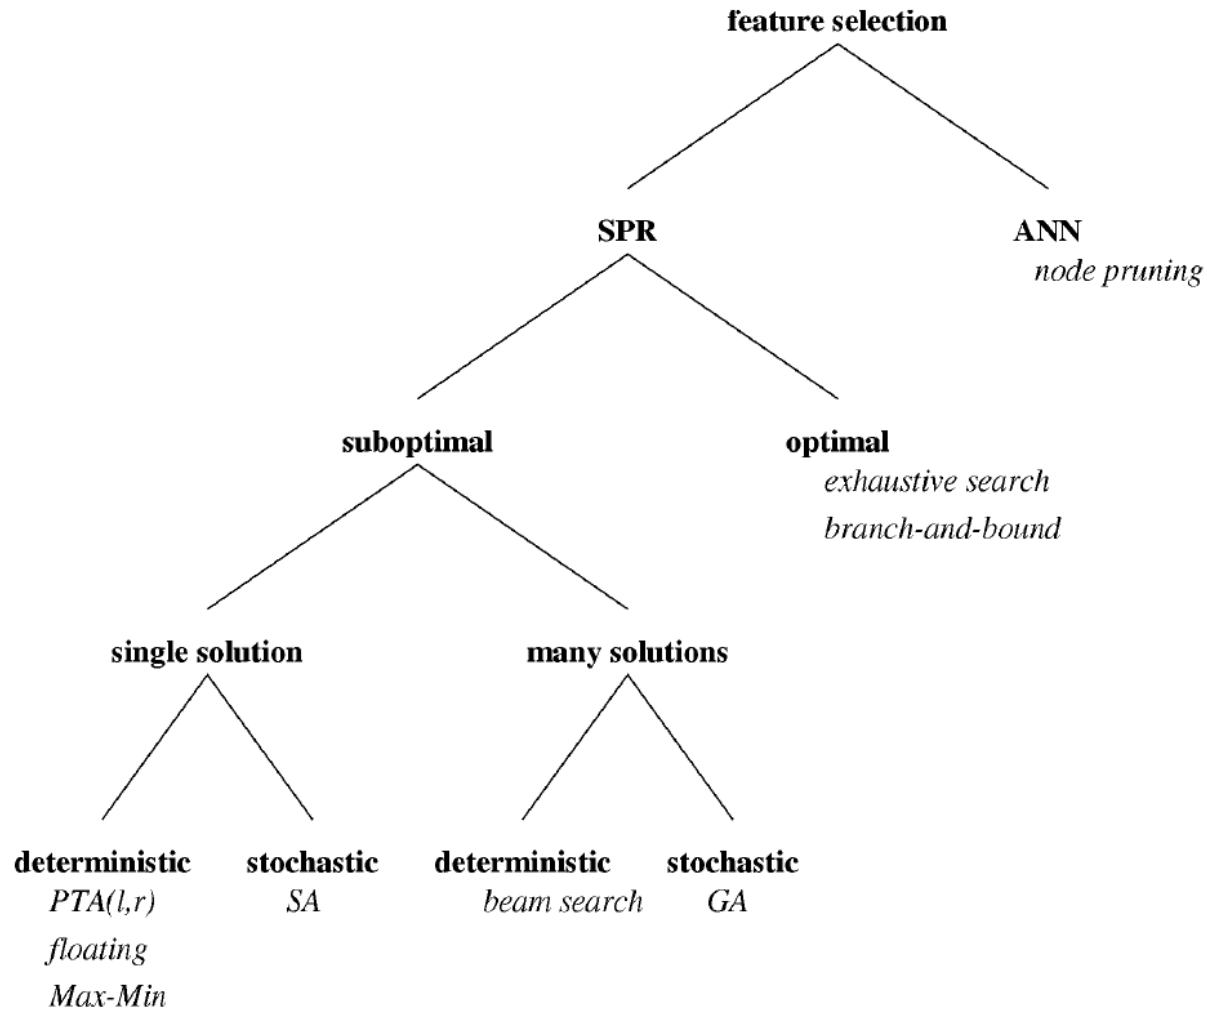 feature selection
SPR
ANN
node pruning
suboptimal
optimal
exhaustive search
branch-and-bound
single solution
many solutions
deterministic
PTA(l,r)
floating
Max-Min
stochastic
SA
deterministic
beam search
stochastic
GA